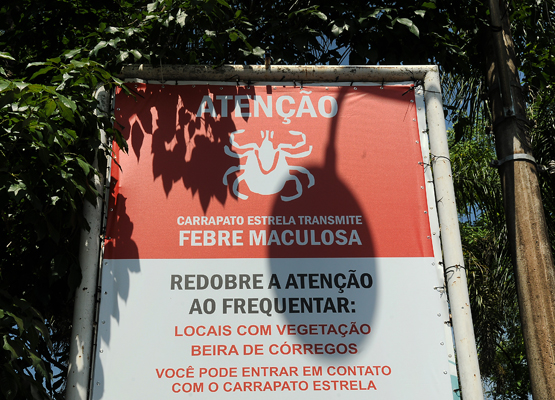 ATENÇÃO
CARRAPATO ESTRELA TRANSMITE
FEBRE MACULOSA
REDOBRE A ATENÇÃO
AO FREQUENTAR:
LOCAIS COM VEGETAÇÃO
BEIRA DE CÓRREGOS
VOCÊ PODE ENTRAR EM CONTATO
COM O CARRAPATO ESTRELA